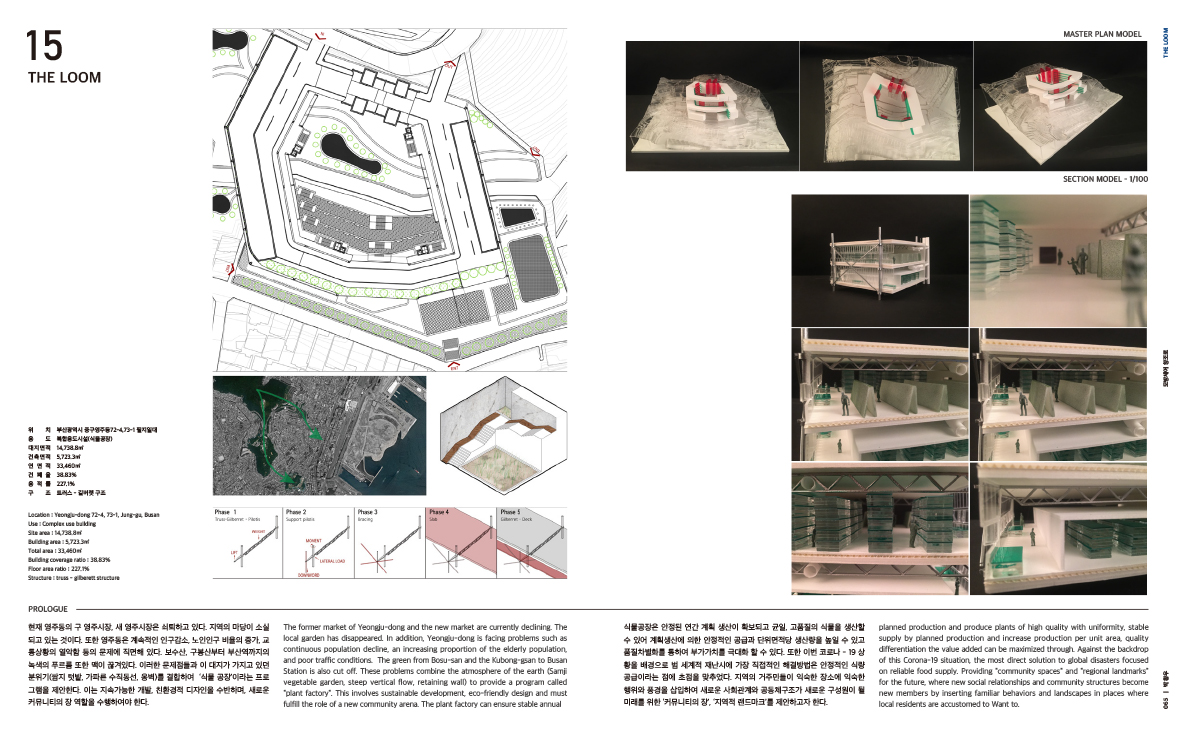 15
THE LOOM
위 치 부산광역시 중구영주동72-4,73-1 필지일대
용 도 복합용도시설(식물공장)
대지면적 14,738.8㎡
건축면적 5,723.3㎡
연 면 적 33,460㎡
건 폐 율 38.83%
용 적 률 227.1%
구 조 트러스 - 길버렛 구조
Location : Yeongju-dong 72-4, 73-1, Jung-gu, Busan
Use : Complex use building
Site area : 14,738.8㎡
Building area : 5,723.3㎡
Total area : 33,460㎡
Building coverage ratio : 38.83%
Floor area ratio : 227.1%
Structure : truss - gilberett structure
Phase 1
Truss-Gilberret - Pilotis
WEIGHT
LIFT
Phase 2
Support pilotis
MOMENT
LATERAL LOAD
DOWNWORD
Phase 3
Bracing
Phase 4
Slab
Phase 5
Gilberret - Deck
MASTER PLAN MODEL
SECTION MODEL - 1/100
THE LOOM
065 |
PROLOGUE
현재 영주동의 구 영주시장, 새 영주시장은 쇠퇴하고 있다. 지역의 마당이 소실
되고 있는 것이다. 또한 영주동은 계속적인 인구감소, 노인인구 비율의 증가, 교
통상황의 열악함 등의 문제에 직면해 있다. 보수산, 구봉산부터 부산역까지의
녹색의 푸르름 또한 맥이 끊겨있다. 이러한 문제점들과 이 대지가 가지고 있던
분위기(쌈지 텃밭, 가파른 수직동선, 옹벽)를 결합하여 '식물 공장'이라는 프로
그램을 제안한다. 이는 지속가능한 개발, 친환경적 디자인을 수반하며, 새로운
커뮤니티의 장 역할을 수행하여야 한다.
The former market of Yeongju-dong and the new market are currently declining. The
local garden has disappeared. In addition, Yeongju-dong is facing problems such as
continuous population decline, an increasing proportion of the elderly population,
and poor traffic conditions. The green from Bosu-san and the Kubong-gsan to Busan
Station is also cut off. These problems combine the atmosphere of the earth (Samji
vegetable garden, steep vertical flow, retaining wall) to provide a program called
"plant factory". This involves sustainable development, eco-friendly design and must
fulfill the role of a new community arena. The plant factory can ensure stable annual
식물공장은 안정된 연간 계획 생산이 확보되고 균일, 고품질의 식물을 생산할
수 있어 계획생산에 의한 안정적인 공급과 단위면적당 생산량을 높일 수 있고
품질차별화를 통하여 부가가치를 극대화 할 수 있다. 또한 이번 코로나 - 19 상
황을 배경으로 범 세계적 재난시에 가장 직접적인 해결방법은 안정적인 식량
공급이라는 점에 초점을 맞추었다. 지역의 거주민들이 익숙한 장소에 익숙한
행위와 풍경을 삽입하여 새로운 사회관계와 공동체구조가 새로운 구성원이 될
미래를 위한 '커뮤니티의 장', '지역적 랜드마크'를 제안하고자 한다.
planned production and produce plants of high quality with uniformity, stable
supply by planned production and increase production per unit area, quality
differentiation the value added can be maximized through. Against the backdrop
of this Corona-19 situation, the most direct solution to global disasters focused
on reliable food supply. Providing "community spaces" and "regional landmarks"
for the future, where new social relationships and community structures become
new members by inserting familiar behaviors and landscapes in places where
local residents are accustomed to Want to.